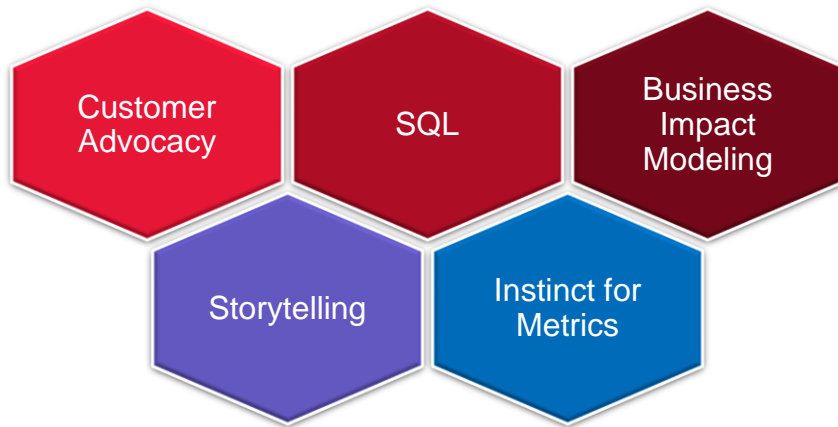 Customer
Advocacy
SQL
Business
Impact
Modeling
Storytelling
Instinct for
Metrics